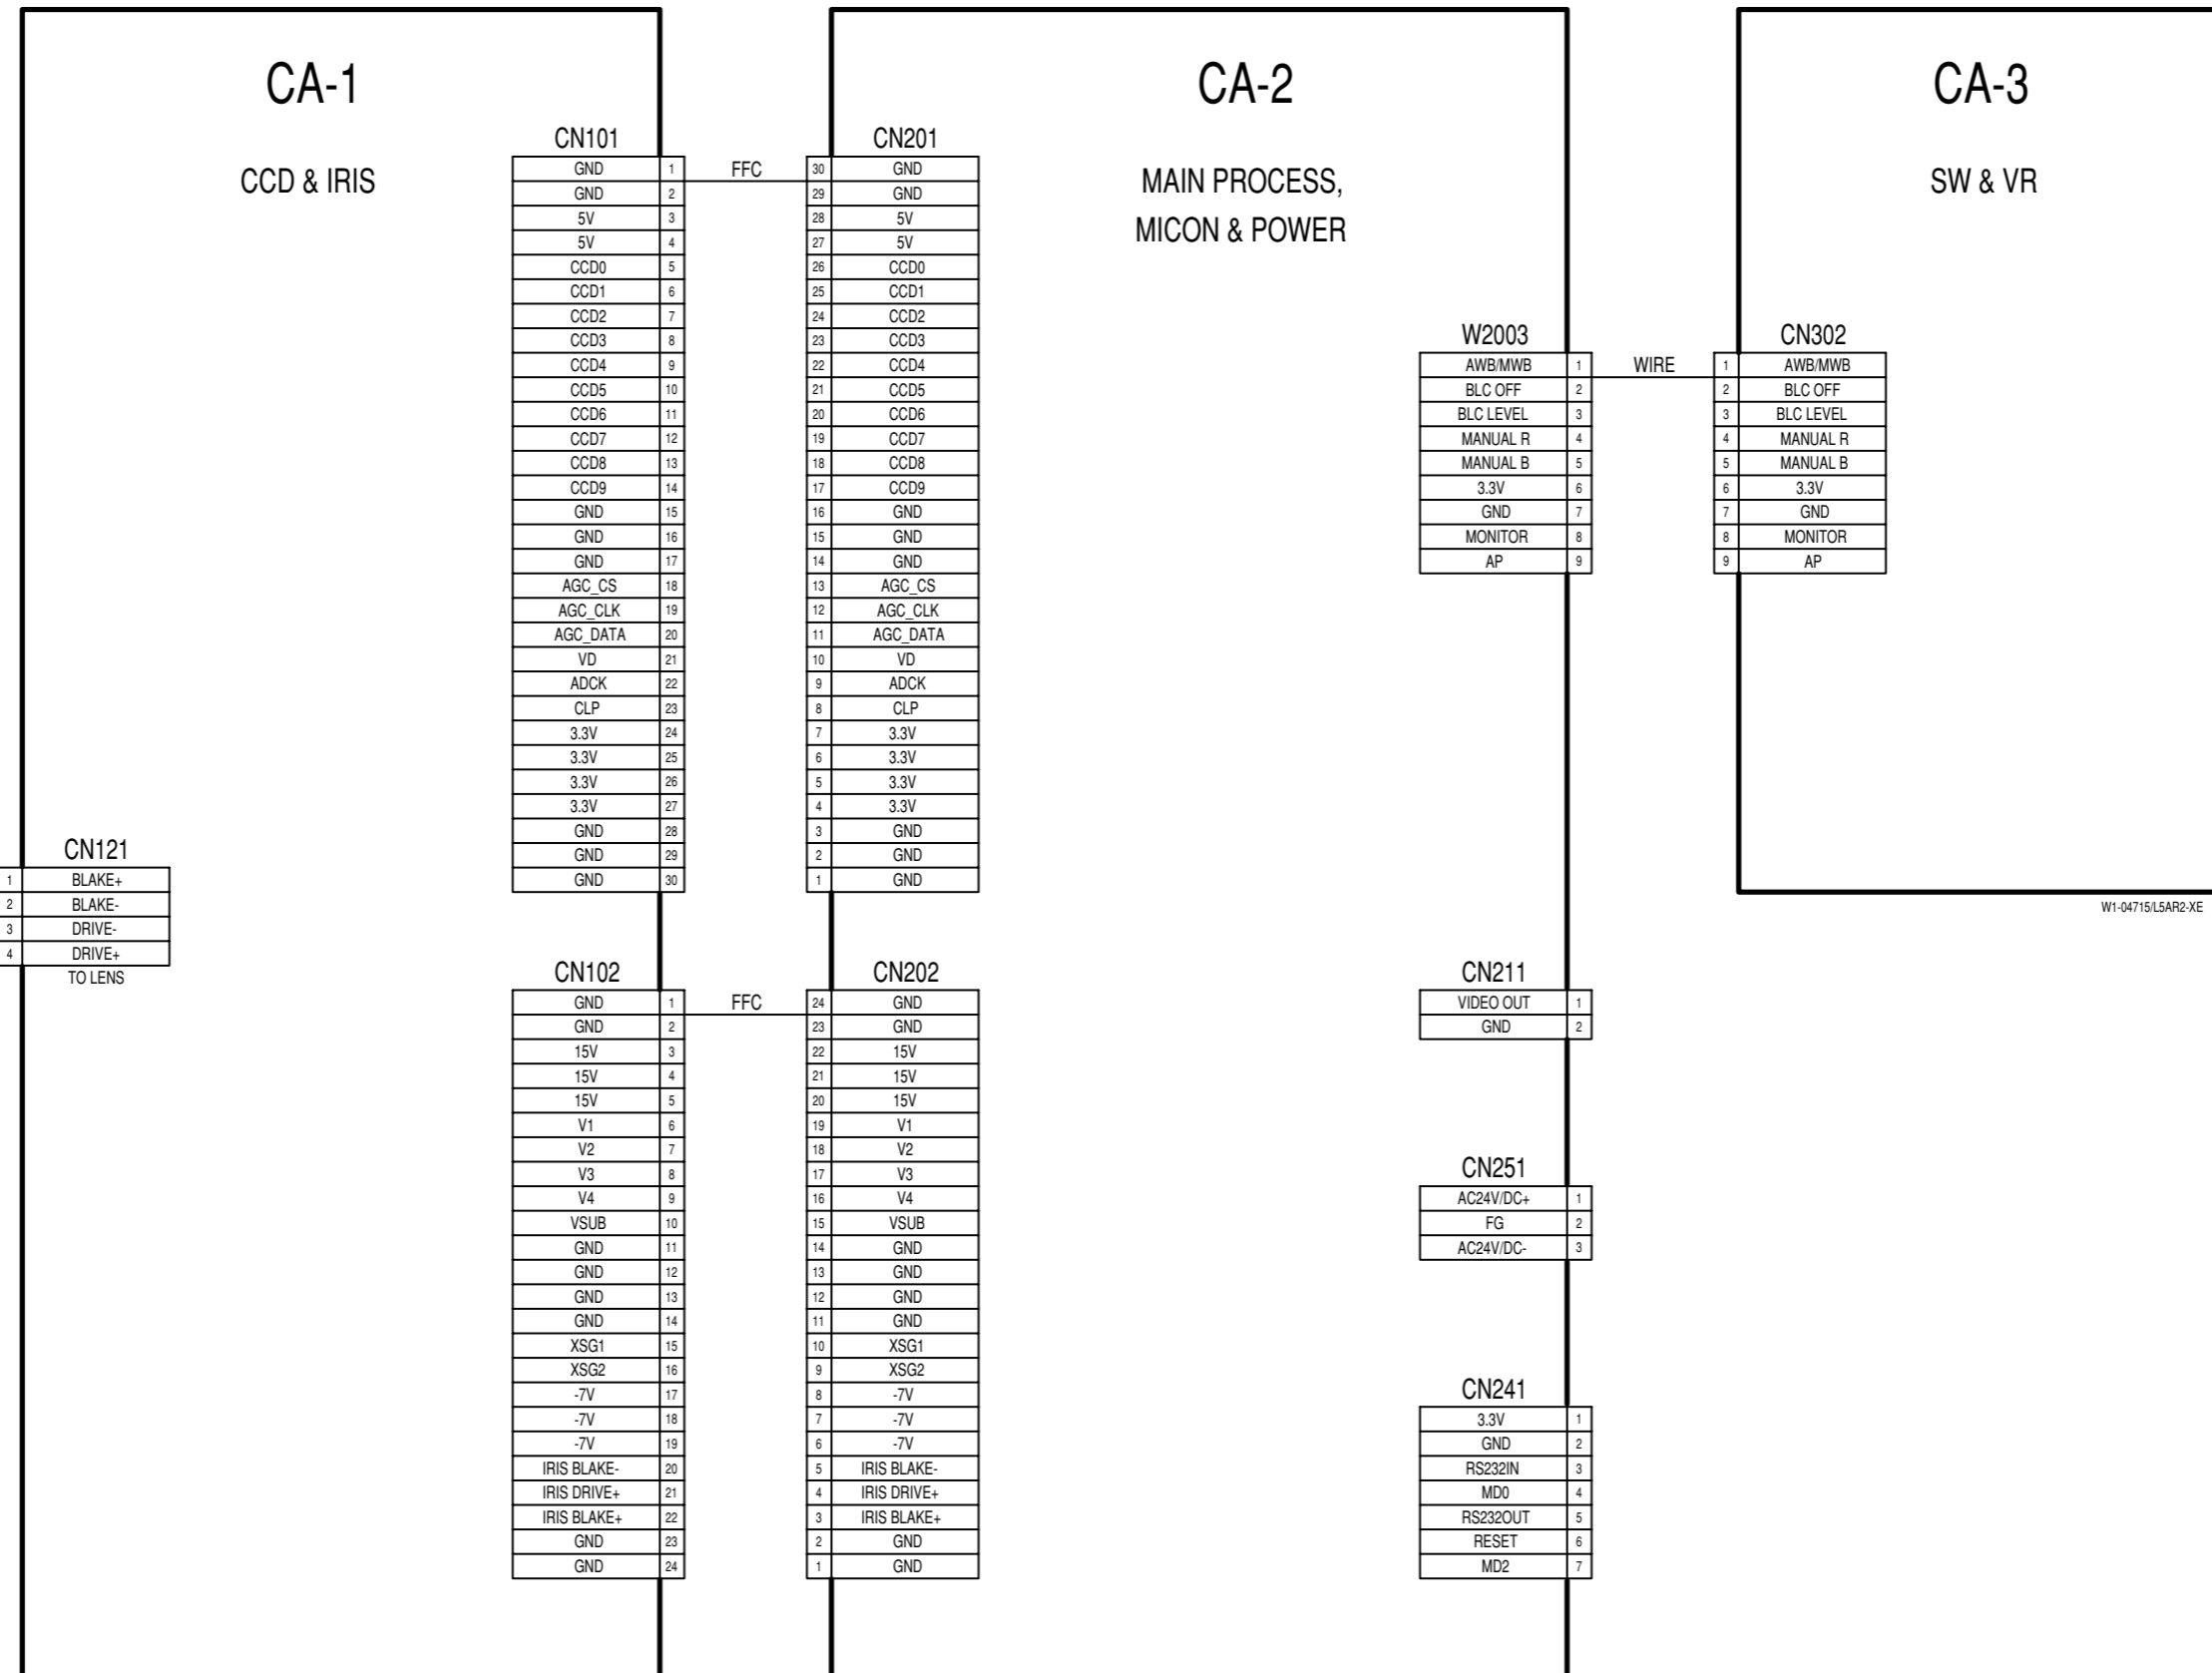 CA-1
CCD & IRIS
CN101
GND 1
GND 2
5V 3
5V 4
CCD0 5
CCD1 6
CCD2 7
CCD3 8
CCD4 9
CCD5 10
CCD6 11
CCD7 12
CCD8 13
CCD9 14
GND 15
GND 16
GND 17
AGC_CS 18
AGC_CLK 19
AGC_DATA 20
VD 21
ADCK 22
CLP 23
3.3V 24
3.3V 25
3.3V 26
3.3V 27
GND 28
GND 29
GND 30
FFC
CN121
1 BLAKE+
2 BLAKE-
3 DRIVE-
4 DRIVE+
TO LENS
CN102
GND 1
GND 2
15V 3
15V 4
15V 5
V1 6
V2 7
V3 8
V4 9
VSUB 10
GND 11
GND 12
GND 13
GND 14
XSG1 15
XSG2 16
-7V 17
-7V 18
-7V 19
IRIS BLAKE- 20
IRIS DRIVE+ 21
IRIS BLAKE+ 22
GND 23
GND 24
FFC
CA-2
MAIN PROCESS,
MICON & POWER
CN201
30 GND
29 GND
28 5V
27 5V
26 CCD0
25 CCD1
24 CCD2
23 CCD3
22 CCD4
21 CCD5
20 CCD6
19 CCD7
18 CCD8
17 CCD9
16 GND
15 GND
14 GND
13 AGC_CS
12 AGC_CLK
11 AGC_DATA
10 VD
9 ADCK
8 CLP
7 3.3V
6 3.3V
5 3.3V
4 3.3V
3 GND
2 GND
1 GND
CN202
24 GND
23 GND
22 15V
21 15V
20 15V
19 V1
18 V2
17 V3
16 V4
15 VSUB
14 GND
13 GND
12 GND
11 GND
10 XSG1
9 XSG2
8 -7V
7 -7V
6 -7V
5 IRIS BLAKE-
4 IRIS DRIVE+
3 IRIS BLAKE+
2 GND
1 GND
W2003
AWB/MWB 1
BLC OFF 2
BLC LEVEL 3
MANUAL R 4
MANUAL B 5
3.3V 6
GND 7
MONITOR 8
AP 9
WIRE
CN211
VIDEO OUT 1
GND 2
CN251
AC24V/DC+ 1
FG 2
AC24V/DC- 3
CN241
3.3V 1
GND 2
RS232IN 3
MD0 4
RS232OUT 5
RESET 6
MD2 7
CA-3
SW & VR
CN302
1 AWB/MWB
2 BLC OFF
3 BLC LEVEL
4 MANUAL R
5 MANUAL B
6 3.3V
7 GND
8 MONITOR
9 AP
W1-04715/L5AR2-XE